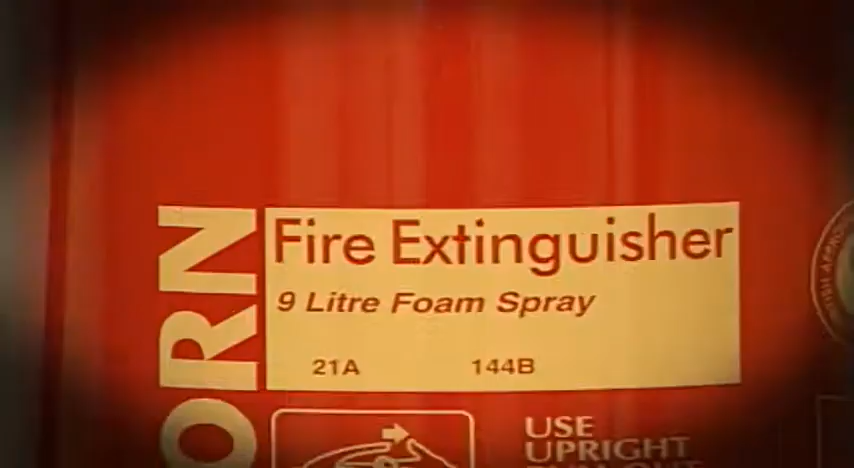 Fire Extinguisher
9 Litre Foam Spray
21A 144B
ORN
USE
UPRIGHT